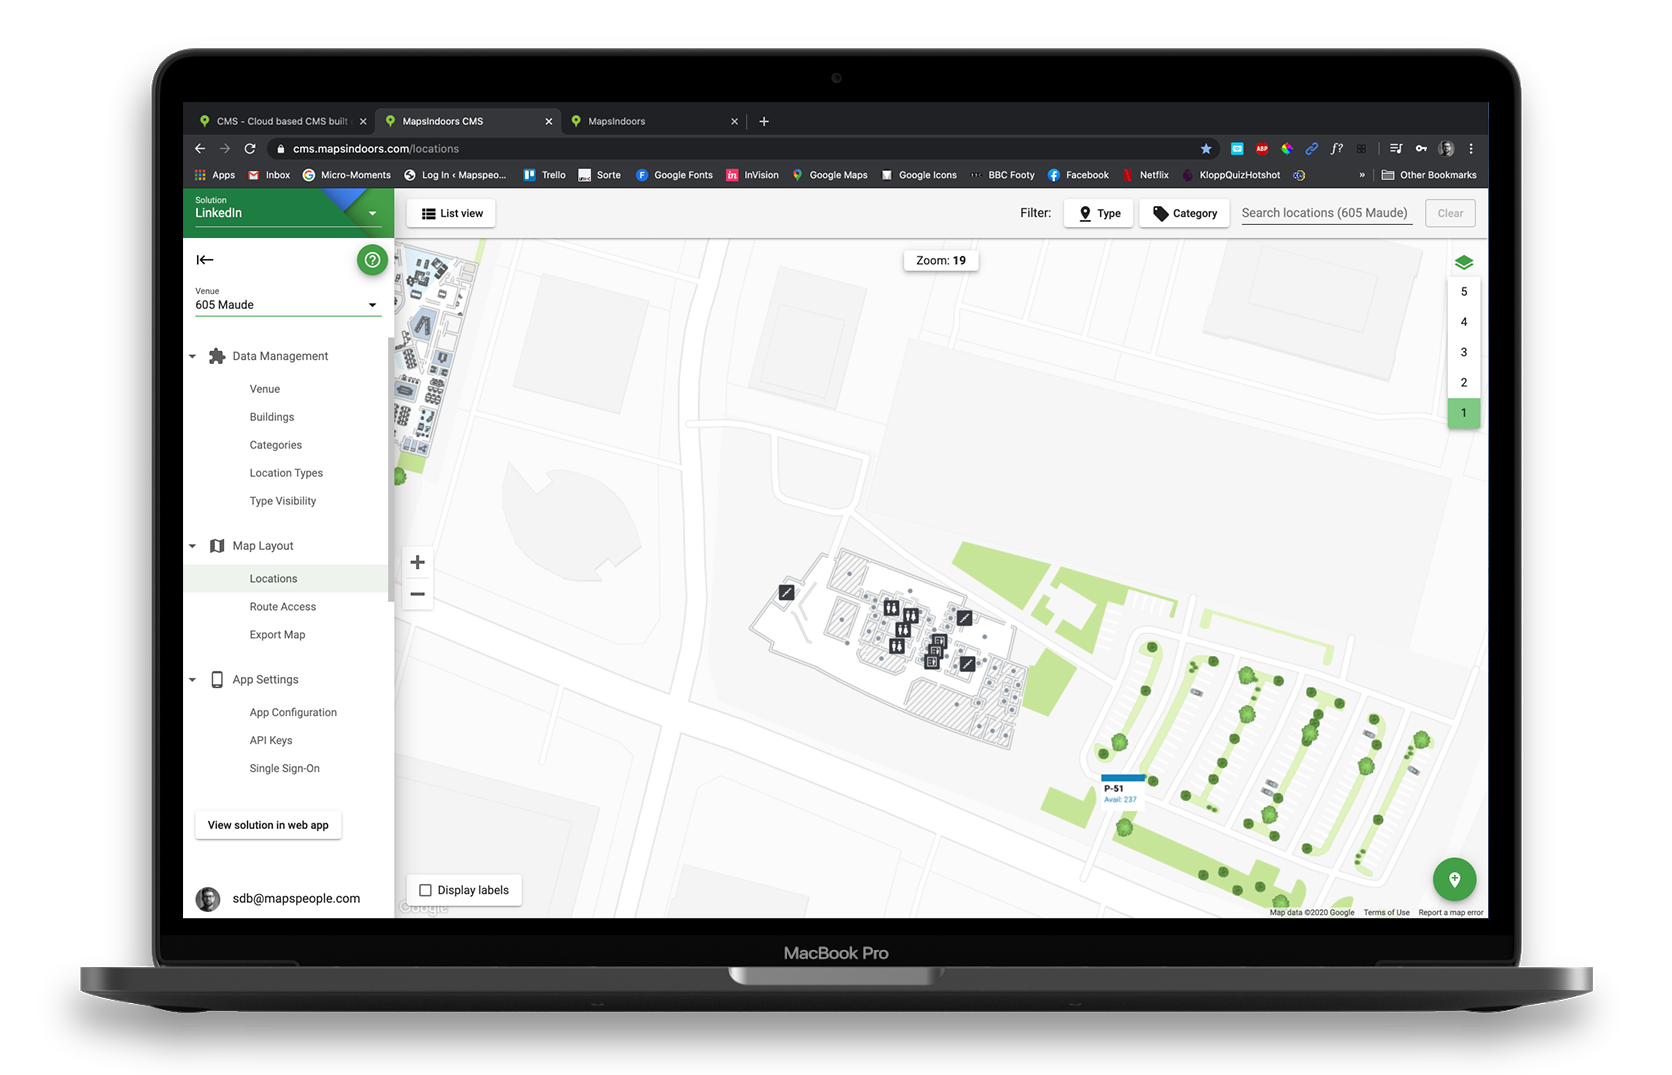 CMS - Cloud based CMS built
MapsIndoors CMS
MapsIndoors
cms.mapsindoors.com/locations
ABP
f?
Apps
Inbox
Micro-Moments
Log In ‹ Mapspeo...
Trello
Sorte
Google Fonts
in InVision
Google Maps
Google Icons
BBC Footy
Facebook
Netflix
KloppQuizHotshot
»
Other Bookmarks
Solution
LinkedIn
List view
Filter:
Type
Category
Search locations (605 Maude)
Clear
Zoom: 19
Venue
605 Maude
5
4
3
2
1
Data Management
Venue
Buildings
Categories
Location Types
Type Visibility
Map Layout
Locations
Route Access
Export Map
App Settings
App Configuration
API Keys
Single Sign-On
View solution in web app
sdb@mapspeople.com
P-51
Avail: 237
Display labels
Google
Map data ©2020 Google
Terms of Use
Report a map error
MacBook Pro